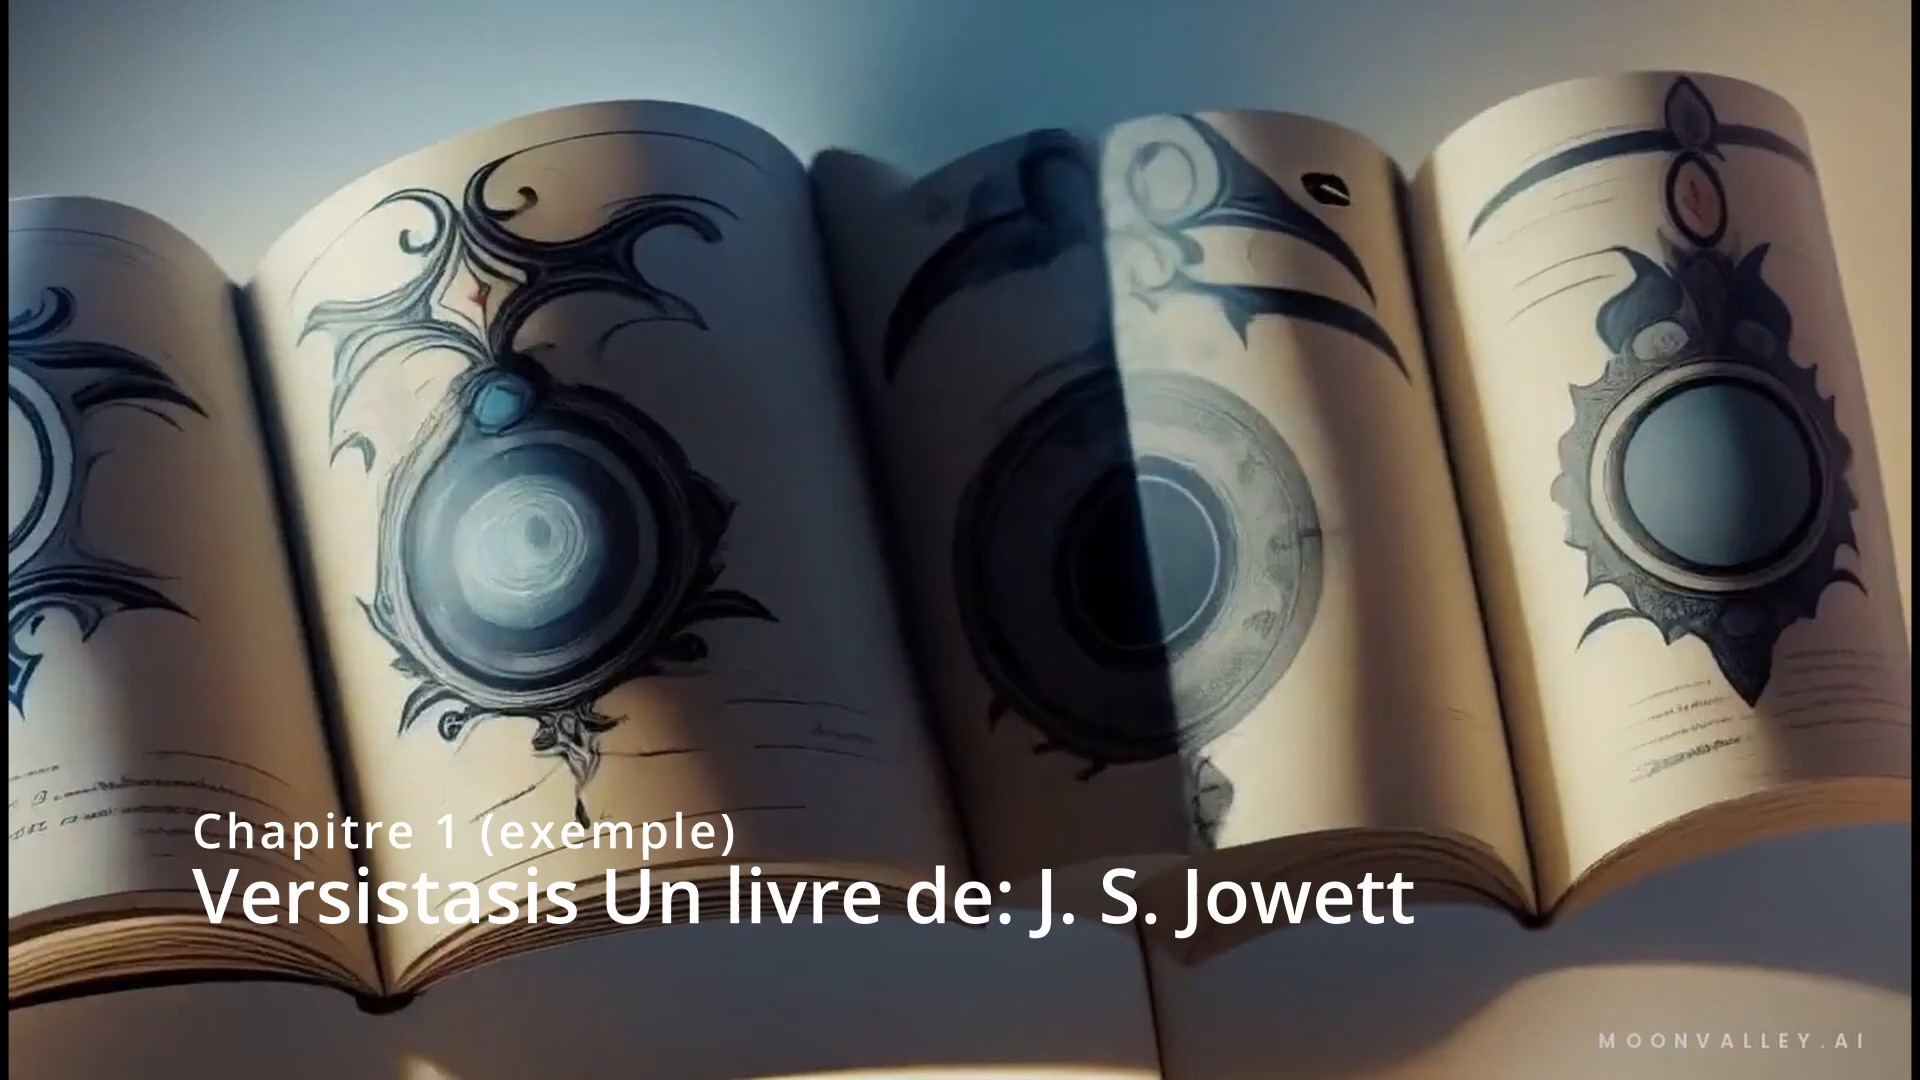 Chapitre 1 (exemple)
Versistasis Un livre de: J. S. Jowett
MOONVALLEY.AI